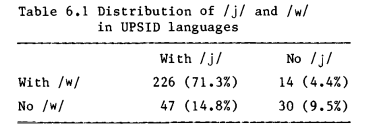 Table 6.1 Distribution of /j/ and /w/
in UPSID languages
With /j/ No /j/
With /w/ 226 (71.3%) 14 (4.4%)
No /w/ 47 (14.8%) 30 (9.5%)